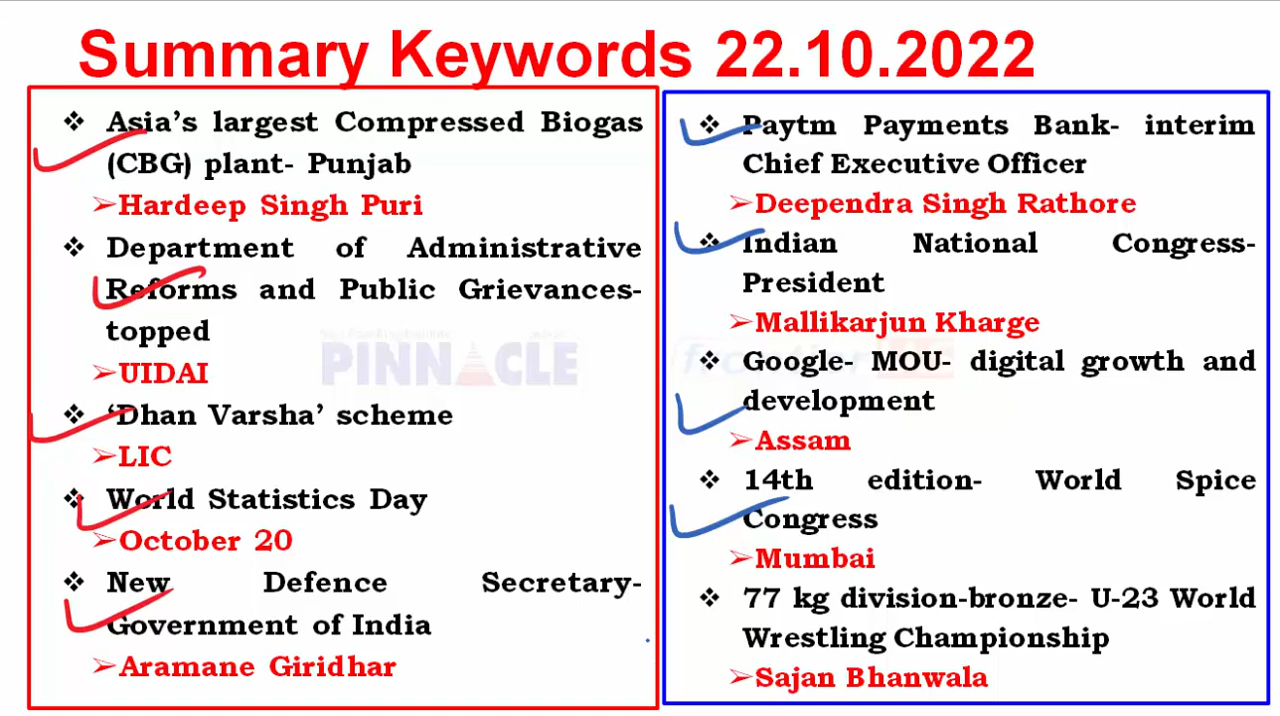 Summary Keywords 22.10.2022
❖ Asia's largest Compressed Biogas
(CBG) plant- Punjab
➢Hardeep Singh Puri
❖ Department of Administrative
Reforms and Public Grievances-
topped
➢UIDAI
❖ 'Dhan Varsha' scheme
➢LIC
❖ World Statistics Day
➢October 20
❖ New Defence Secretary-
Government of India
➢Aramane Giridhar
❖ Paytm Payments Bank- interim
Chief Executive Officer
➢Deependra Singh Rathore
❖ Indian National Congress-
President
➢Mallikarjun Kharge
❖ Google- MOU- digital growth and
development
➢Assam
❖ 14th edition- World Spice
Congress
➢Mumbai
❖ 77 kg division-bronze- U-23 World
Wrestling Championship
➢Sajan Bhanwala
PINNACLE